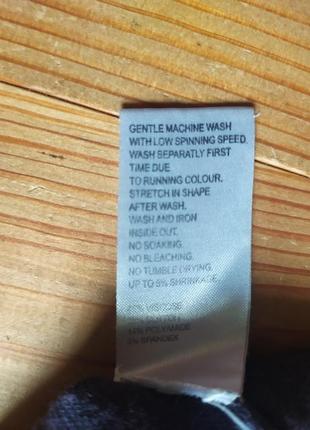 GENTLE MACHINE WASH
WITH LOW SPINNING SPEED.
WASH SEPARATLY FIRST
TIME DUE
TO RUNNING COLOUR.
STRETCH IN SHAPE
AFTER WASH.
WASH AND IRON
INSIDE OUT.
NO SOAKING.
NO BLEACHING.
NO TUMBLE DRYING.
UP TO 5% SHRINKAGE.
VISCOSE
COTTON
POLYAMIDE
SPANDEX